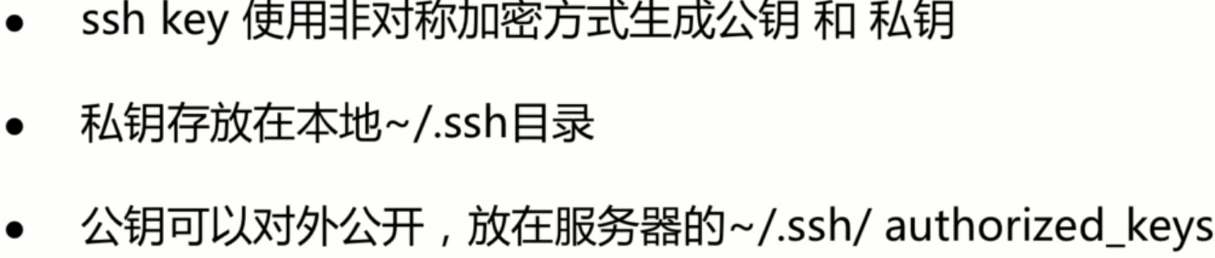 • ssh key 使用非对称加密方式生成公钥 和 私钥
• 私钥存放在本地~/.ssh目录
• 公钥可以对外公开，放在服务器的~/.ssh/ authorized_keys